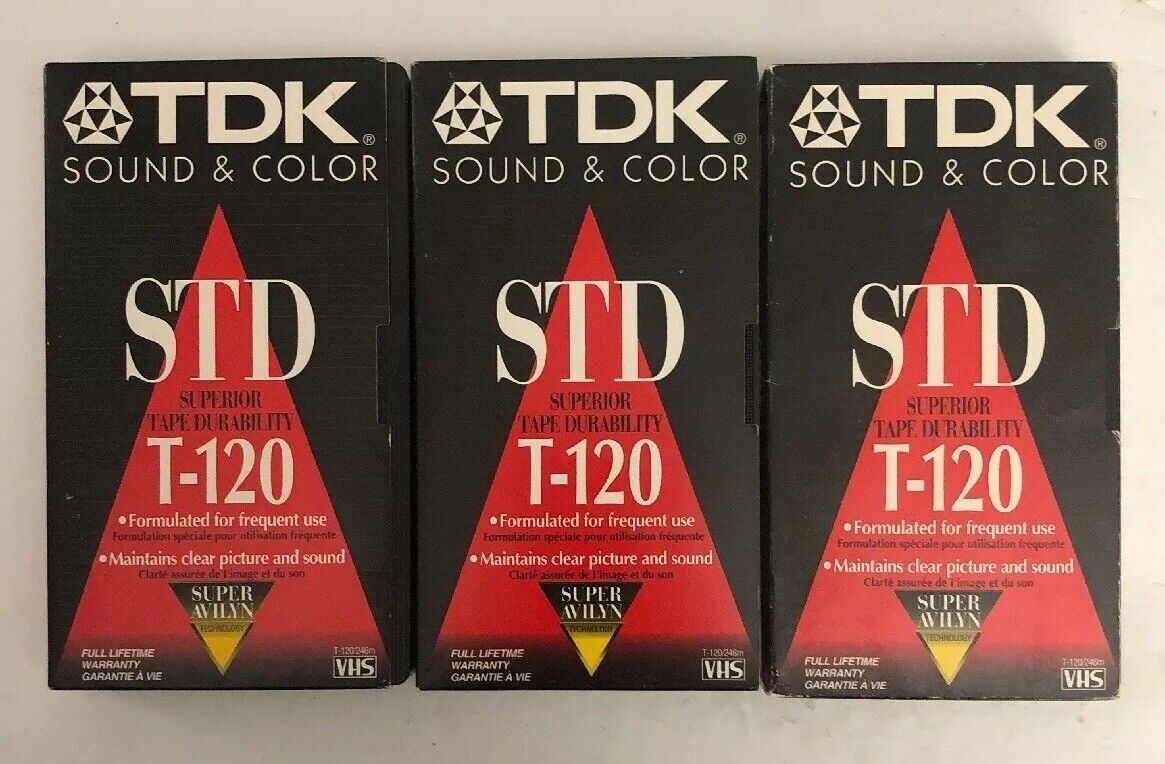 TDK®
SOUND & COLOR
STD
SUPERIOR
TAPE DURABILITY
T-120
•Formulated for frequent use
Formulation spéciale pour utilisation fréquente
•Maintains clear picture and sound
Clarté assurée de l'image et du son
SUPER
AVILYN
TECHNOLOGY
FULL LIFETIME
WARRANTY
GARANTIE À VIE
T-120/246m
VHS
TDK®
SOUND & COLOR
STD
SUPERIOR
TAPE DURABILITY
T-120
•Formulated for frequent use
Formulation spéciale pour utilisation fréquente
•Maintains clear picture and sound
Clarté assurée de l'image et du son
SUPER
AVILYN
TECHNOLOGY
FULL LIFETIME
WARRANTY
GARANTIE À VIE
T-120/246m
VHS
TDK®
SOUND & COLOR
STD
SUPERIOR
TAPE DURABILITY
T-120
•Formulated for frequent use
Formulation spéciale pour utilisation fréquente
•Maintains clear picture and sound
Clarté assurée de l'image et du son
SUPER
AVILYN
TECHNOLOGY
FULL LIFETIME
WARRANTY
GARANTIE À VIE
T-120/246m
VHS